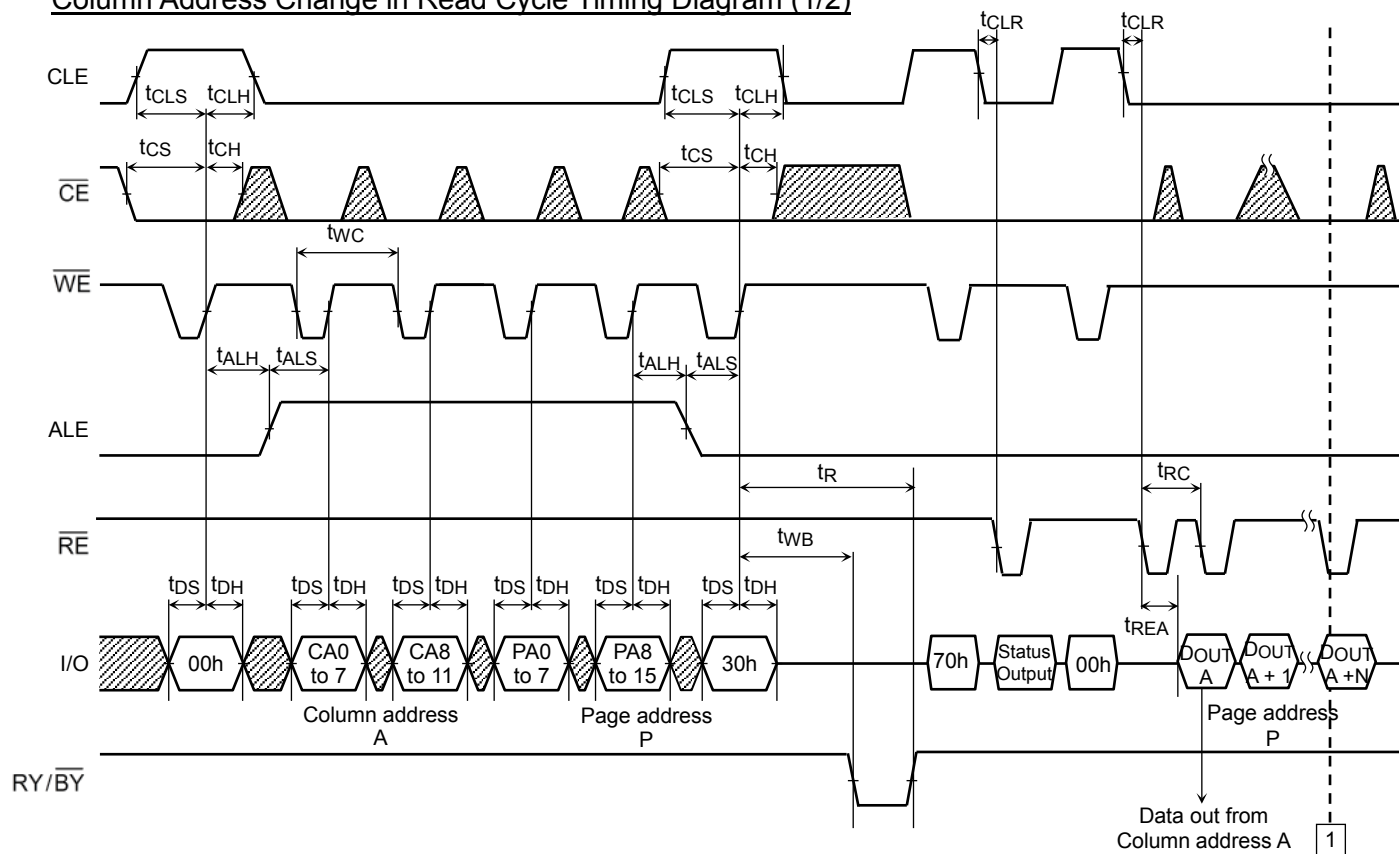 Column Address Change in Read Cycle Timing Diagram (1/2)
tCLR
tCLR
CLE
tCLS
tCLH
tCLS
tCLH
tCS
tCH
tCS
tCH
CE
tWC
WE
tALH
tALS
tALH
tALS
ALE
tR
tRC
RE
tWB
tDS
tDH
tDS
tDH
tDS
tDH
tDS
tDH
tDS
tDH
tDS
tDH
tREA
I/O
00h
CA0
to 7
CA8
to 11
PA0
to 7
PA8
to 15
30h
70h
Status
Output
00h
DOUT
A
DOUT
A + 1
DOUT
A +N
Column address
A
Page address
P
Page address
P
RY/BY
Data out from
Column address A
1